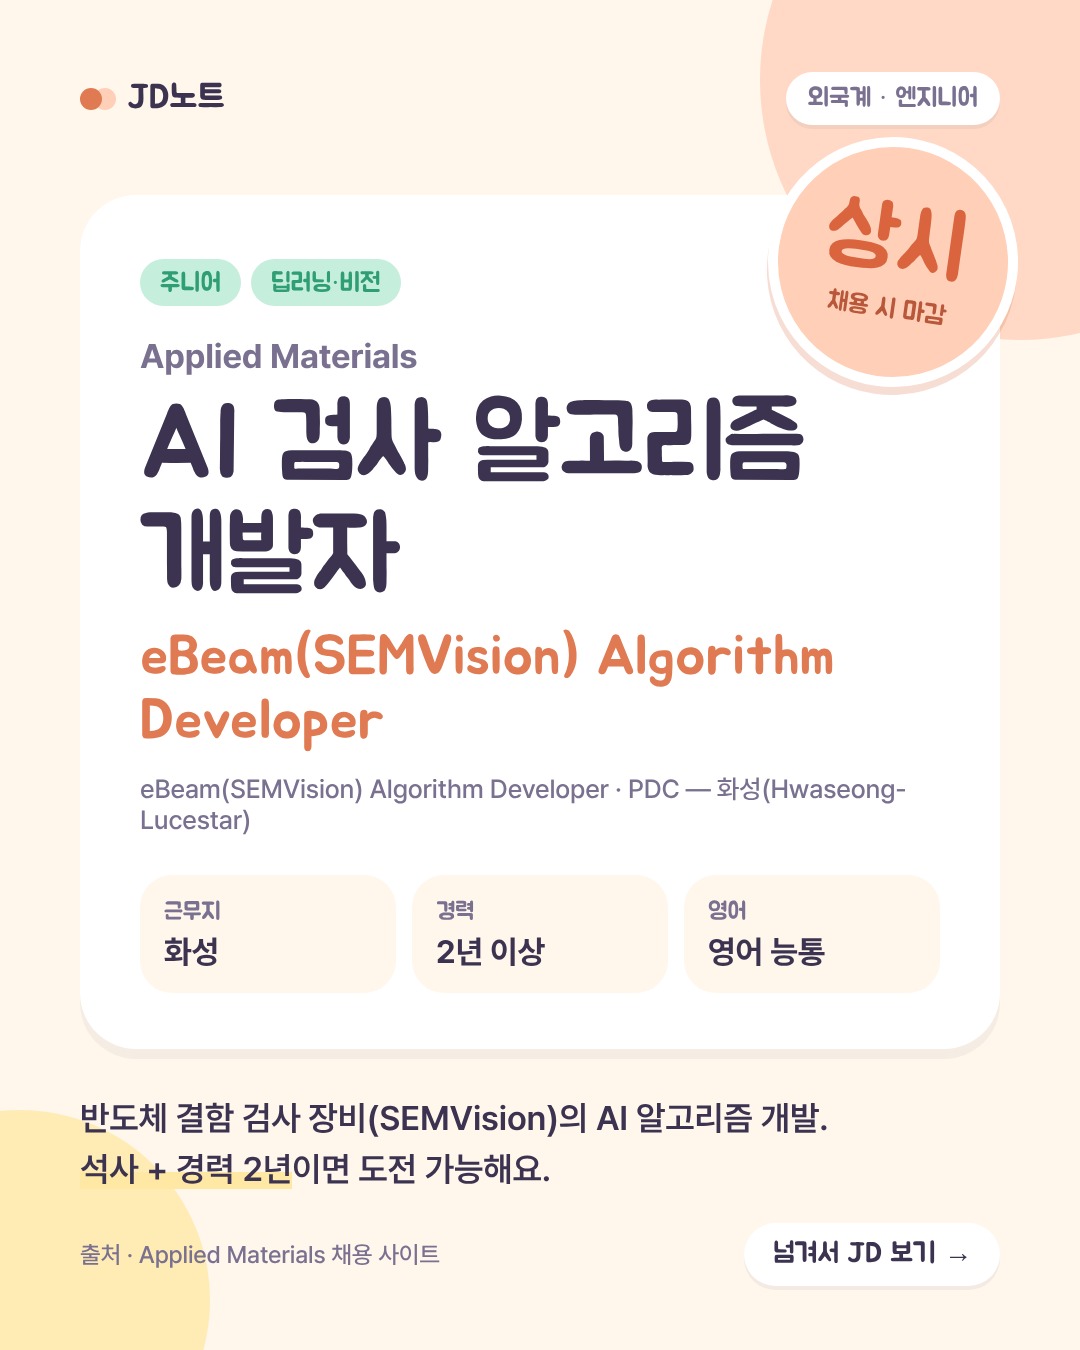 JD노트
외국계 · 엔지니어
상시
채용 시 마감
주니어
딥러닝·비전
Applied Materials
AI 검사 알고리즘
개발자
eBeam(SEMVision) Algorithm
Developer
eBeam(SEMVision) Algorithm Developer · PDC — 화성(Hwaseong-
Lucestar)
근무지
화성
경력
2년 이상
영어
영어 능통
반도체 결함 검사 장비(SEMVision)의 AI 알고리즘 개발.
석사 + 경력 2년이면 도전 가능해요.
출처 · Applied Materials 채용 사이트
넘겨서 JD 보기 →